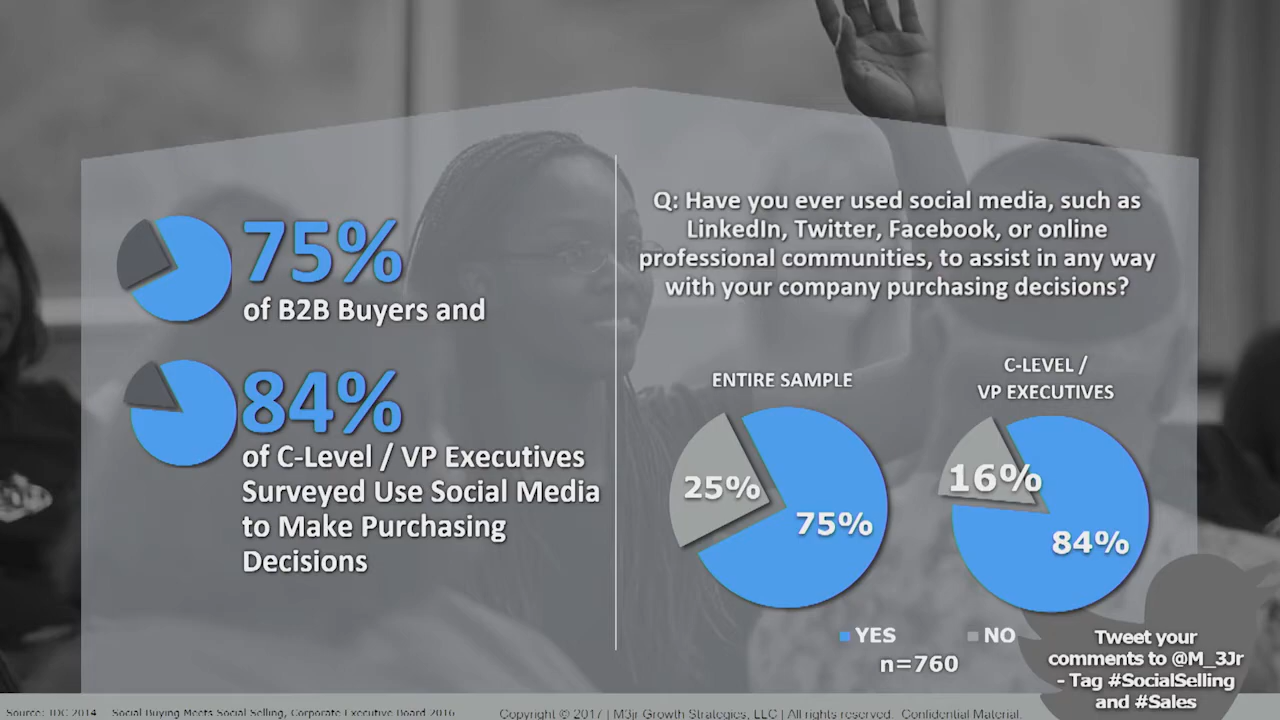 75%
of B2B Buyers and
84%
of C-Level / VP Executives
Surveyed Use Social Media
to Make Purchasing
Decisions
Q: Have you ever used social media, such as
LinkedIn, Twitter, Facebook, or online
professional communities, to assist in any way
with your company purchasing decisions?
ENTIRE SAMPLE
25%
75%
C-LEVEL /
VP EXECUTIVES
16%
84%
YES
NO
n=760
Tweet your
comments to @M_3Jr
- Tag #SocialSelling
and #Sales
Source: IDC 2014 Social Buying Meets Social Selling, Corporate Executive Board 2016
Copyright © 2017 | M3jr Growth Strategies, LLC | All rights reserved. Confidential Material.